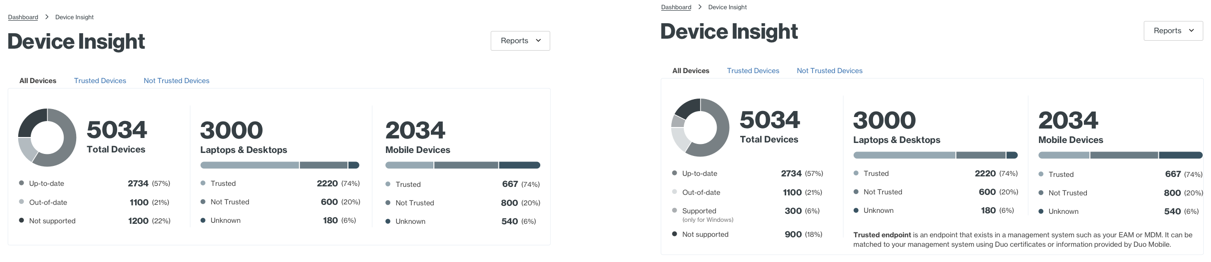 Dashboard > Device Insight
Device Insight
Reports
All Devices Trusted Devices Not Trusted Devices
5034
Total Devices
Up-to-date 2734 (57%)
Out-of-date 1100 (21%)
Not supported 1200 (22%)
3000
Laptops & Desktops
Trusted 2220 (74%)
Not Trusted 600 (20%)
Unknown 180 (6%)
2034
Mobile Devices
Trusted 667 (74%)
Not Trusted 800 (20%)
Unknown 540 (6%)
Dashboard > Device Insight
Device Insight
Reports
All Devices Trusted Devices Not Trusted Devices
5034
Total Devices
Up-to-date 2734 (57%)
Out-of-date 1100 (21%)
Supported 300 (6%)
(only for Windows)
Not supported 900 (18%)
3000
Laptops & Desktops
Trusted 2220 (74%)
Not Trusted 600 (20%)
Unknown 180 (6%)
2034
Mobile Devices
Trusted 667 (74%)
Not Trusted 800 (20%)
Unknown 540 (6%)
Trusted endpoint is an endpoint that exists in a management system such as your EAM or MDM. It can be
matched to your management system using Duo certificates or information provided by Duo Mobile.